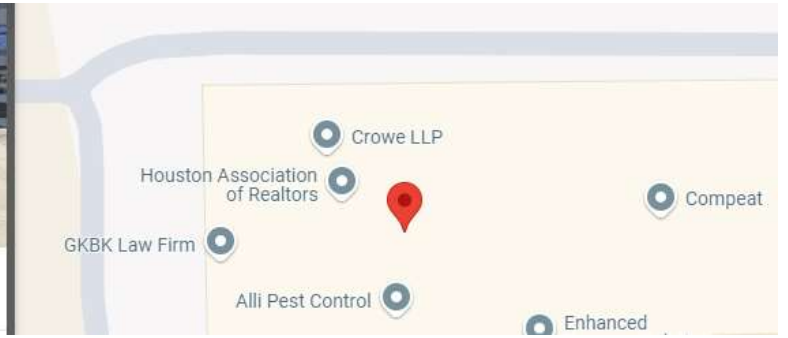 Crowe LLP
Houston Association
of Realtors
Compeat
GKBK Law Firm
Alli Pest Control
Enhanced